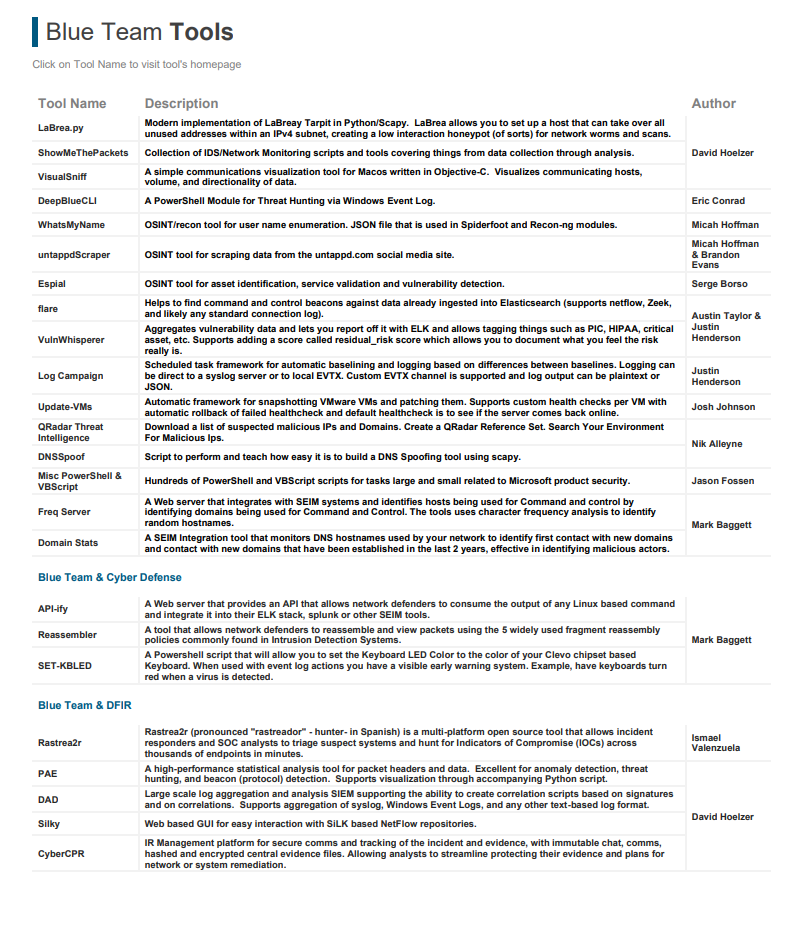 Blue Team Tools
Click on Tool Name to visit tool's homepage
Tool Name Description Author
LaBrea.py
Modern implementation of LaBreay Tarpit in Python/Scapy.  LaBrea allows you to set up a host that can take over all
unused addresses within an IPv4 subnet, creating a low interaction honeypot (of sorts) for network worms and scans.
ShowMeThePackets
Collection of IDS/Network Monitoring scripts and tools covering things from data collection through analysis.
David Hoelzer
VisualSniff
A simple communications visualization tool for Macos written in Objective-C.  Visualizes communicating hosts,
volume, and directionality of data.
DeepBlueCLI
A PowerShell Module for Threat Hunting via Windows Event Log.
Eric Conrad
WhatsMyName
OSINT/recon tool for user name enumeration. JSON file that is used in Spiderfoot and Recon-ng modules.
Micah Hoffman
untappdScraper
OSINT tool for scraping data from the untappd.com social media site.
Micah Hoffman
& Brandon
Evans
Espial
OSINT tool for asset identification, service validation and vulnerability detection.
Serge Borso
flare
Helps to find command and control beacons against data already ingested into Elasticsearch (supports netflow, Zeek,
and likely any standard connection log).
Austin Taylor &
Justin
Henderson
VulnWhisperer
Aggregates vulnerability data and lets you report off it with ELK and allows tagging things such as PIC, HIPAA, critical
asset, etc. Supports adding a score called residual_risk score which allows you to document what you feel the risk
really is.
Log Campaign
Scheduled task framework for automatic baselining and logging based on differences between baselines. Logging can
be direct to a syslog server or to local EVTX. Custom EVTX channel is supported and log output can be plaintext or
JSON.
Justin
Henderson
Update-VMs
Automatic framework for snapshotting VMware VMs and patching them. Supports custom health checks per VM with
automatic rollback of failed healthcheck and default healthcheck is to see if the server comes back online.
Josh Johnson
QRadar Threat
Intelligence
Download a list of suspected malicious IPs and Domains. Create a QRadar Reference Set. Search Your Environment
For Malicious Ips.
Nik Alleyne
DNSSpoof
Script to perform and teach how easy it is to build a DNS Spoofing tool using scapy.
Misc PowerShell &
VBScript
Hundreds of PowerShell and VBScript scripts for tasks large and small related to Microsoft product security.
Jason Fossen
Freq Server
A Web server that integrates with SEIM systems and identifies hosts being used for Command and control by
identifying domains being used for Command and Control. The tools uses character frequency analysis to identify
random hostnames.
Mark Baggett
Domain Stats
A SEIM Integration tool that monitors DNS hostnames used by your network to identify first contact with new domains
and contact with new domains that have been established in the last 2 years, effective in identifying malicious actors.
Blue Team & Cyber Defense
API-ify
A Web server that provides an API that allows network defenders to consume the output of any Linux based command
and integrate it into their ELK stack, splunk or other SEIM tools.
Reassembler
A tool that allows network defenders to reassemble and view packets using the 5 widely used fragment reassembly
policies commonly found in Intrusion Detection Systems.
Mark Baggett
SET-KBLED
A Powershell script that will allow you to set the Keyboard LED Color to the color of your Clevo chipset based
Keyboard. When used with event log actions you have a visible early warning system. Example, have keyboards turn
red when a virus is detected.
Blue Team & DFIR
Rastrea2r
Rastrea2r (pronounced "rastreador" - hunter- in Spanish) is a multi-platform open source tool that allows incident
responders and SOC analysts to triage suspect systems and hunt for Indicators of Compromise (IOCs) across
thousands of endpoints in minutes.
Ismael
Valenzuela
PAE
A high-performance statistical analysis tool for packet headers and data.  Excellent for anomaly detection, threat
hunting, and beacon (protocol) detection.  Supports visualization through accompanying Python script.
DAD
Large scale log aggregation and analysis SIEM supporting the ability to create correlation scripts based on signatures
and on correlations.  Supports aggregation of syslog, Windows Event Logs, and any other text-based log format.
David Hoelzer
Silky
Web based GUI for easy interaction with SiLK based NetFlow repositories.
CyberCPR
IR Management platform for secure comms and tracking of the incident and evidence, with immutable chat, comms,
hashed and encrypted central evidence files. Allowing analysts to streamline protecting their evidence and plans for
network or system remediation.